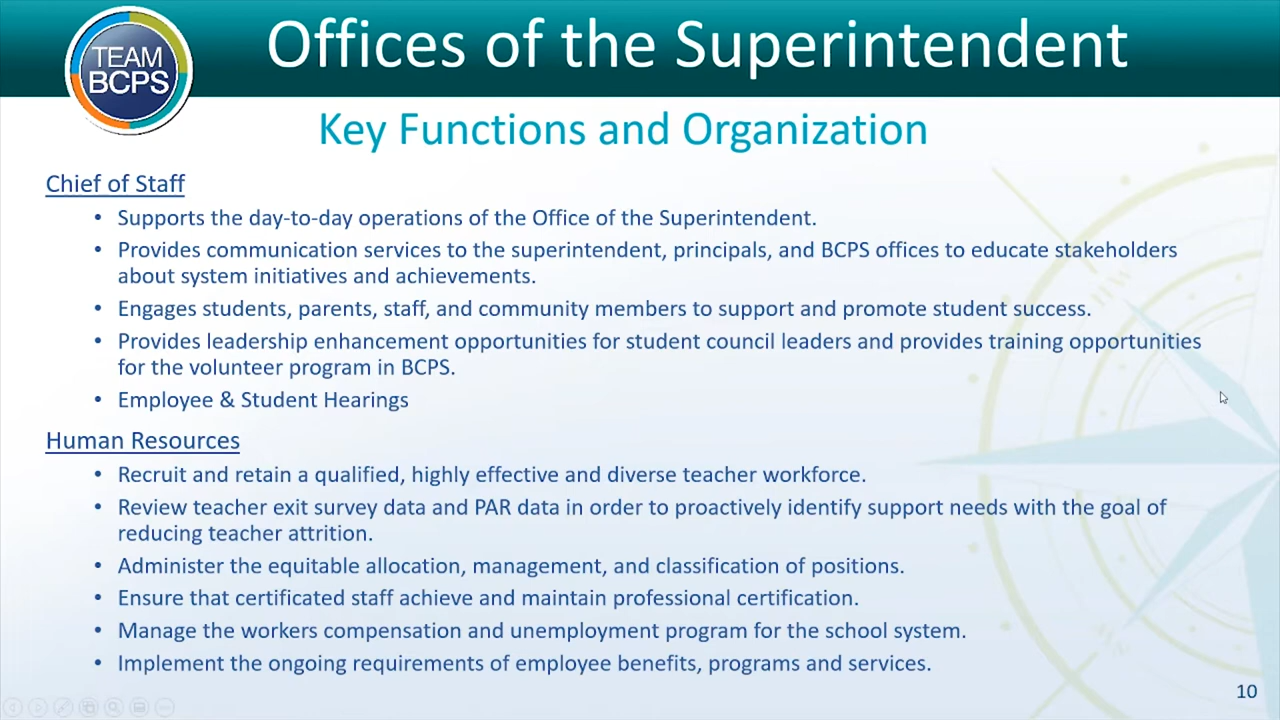 TEAM
BCPS
Offices of the Superintendent
Key Functions and Organization
Chief of Staff
• Supports the day-to-day operations of the Office of the Superintendent.
• Provides communication services to the superintendent, principals, and BCPS offices to educate stakeholders
about system initiatives and achievements.
• Engages students, parents, staff, and community members to support and promote student success.
• Provides leadership enhancement opportunities for student council leaders and provides training opportunities
for the volunteer program in BCPS.
• Employee & Student Hearings
Human Resources
• Recruit and retain a qualified, highly effective and diverse teacher workforce.
• Review teacher exit survey data and PAR data in order to proactively identify support needs with the goal of
reducing teacher attrition.
• Administer the equitable allocation, management, and classification of positions.
• Ensure that certificated staff achieve and maintain professional certification.
• Manage the workers compensation and unemployment program for the school system.
• Implement the ongoing requirements of employee benefits, programs and services.
10